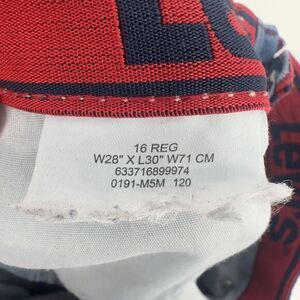 16 REG
W28" X L30" W71 CM
633716899974
0191-M5M 120